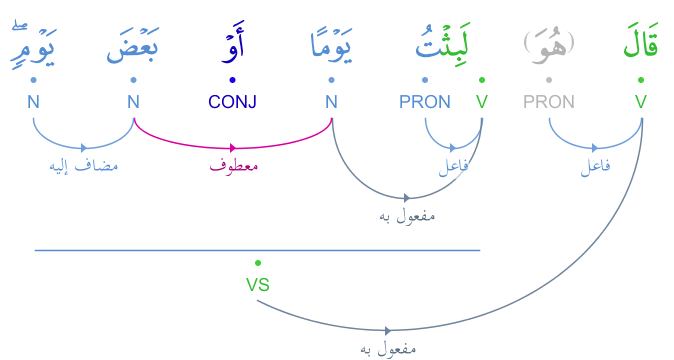 قَالَ (هُوَ) لَبِثْتُ يَوْمًا أَوْ بَعْضَ يَوْمٍۖ
V PRON V PRON N CONJ N N
فاعل فاعل معطوف مضاف إليه
مفعول به
VS
مفعول به